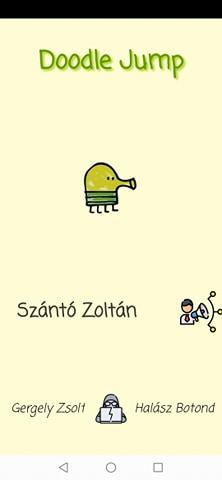 Doodle Jump
Szántó Zoltán
Gergely Zsolt Halász Botond